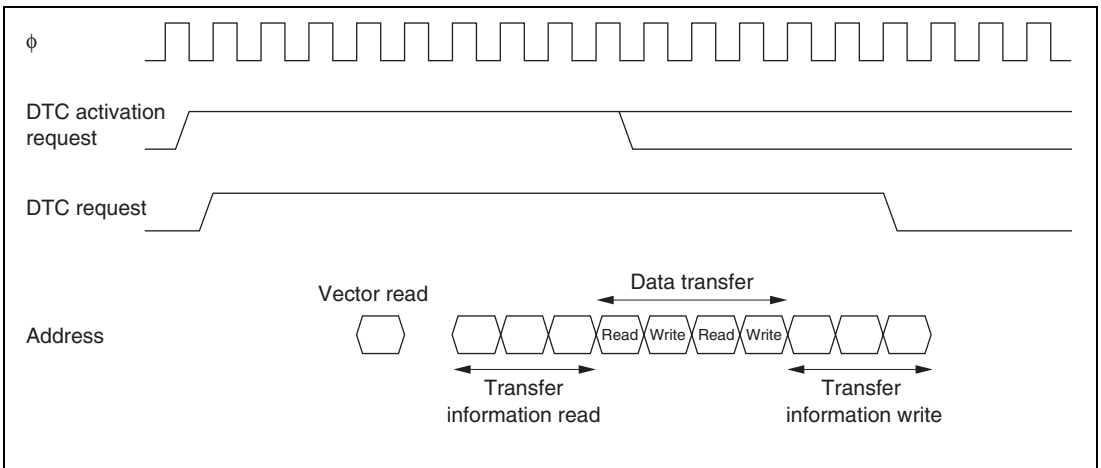 ϕ
DTC activation
request
DTC request
Data transfer
Vector read
Address
Read Write Read Write
Transfer
information read
Transfer
information write